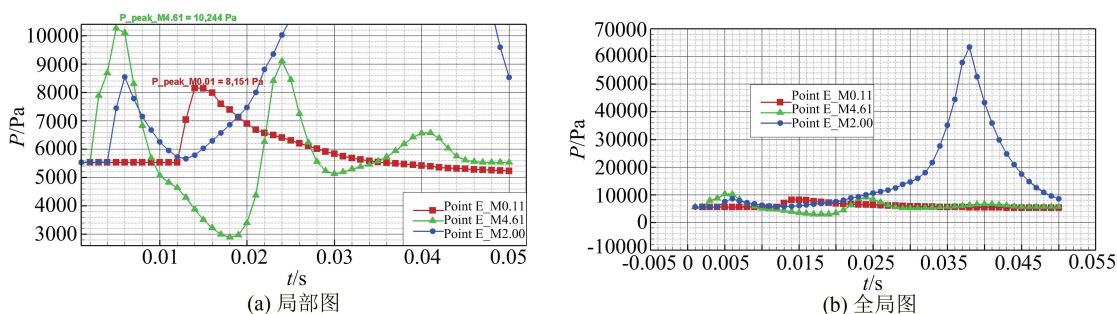 P_peak_M4.61 = 10,244 Pa
P_peak_M0.01 = 8,151 Pa
P/Pa
10000
9000
8000
7000
6000
5000
4000
3000
0.01
0.02
0.03
0.04
0.05
Point E_M0.11
Point E_M4.61
Point E_M2.00
t/s
(a) 局部图
P/Pa
70000
60000
50000
40000
30000
20000
10000
0
-10000
-0.005
0
0.005
0.015
0.025
0.035
0.045
0.055
Point E_M0.11
Point E_M4.61
Point E_M2.00
t/s
(b) 全局图